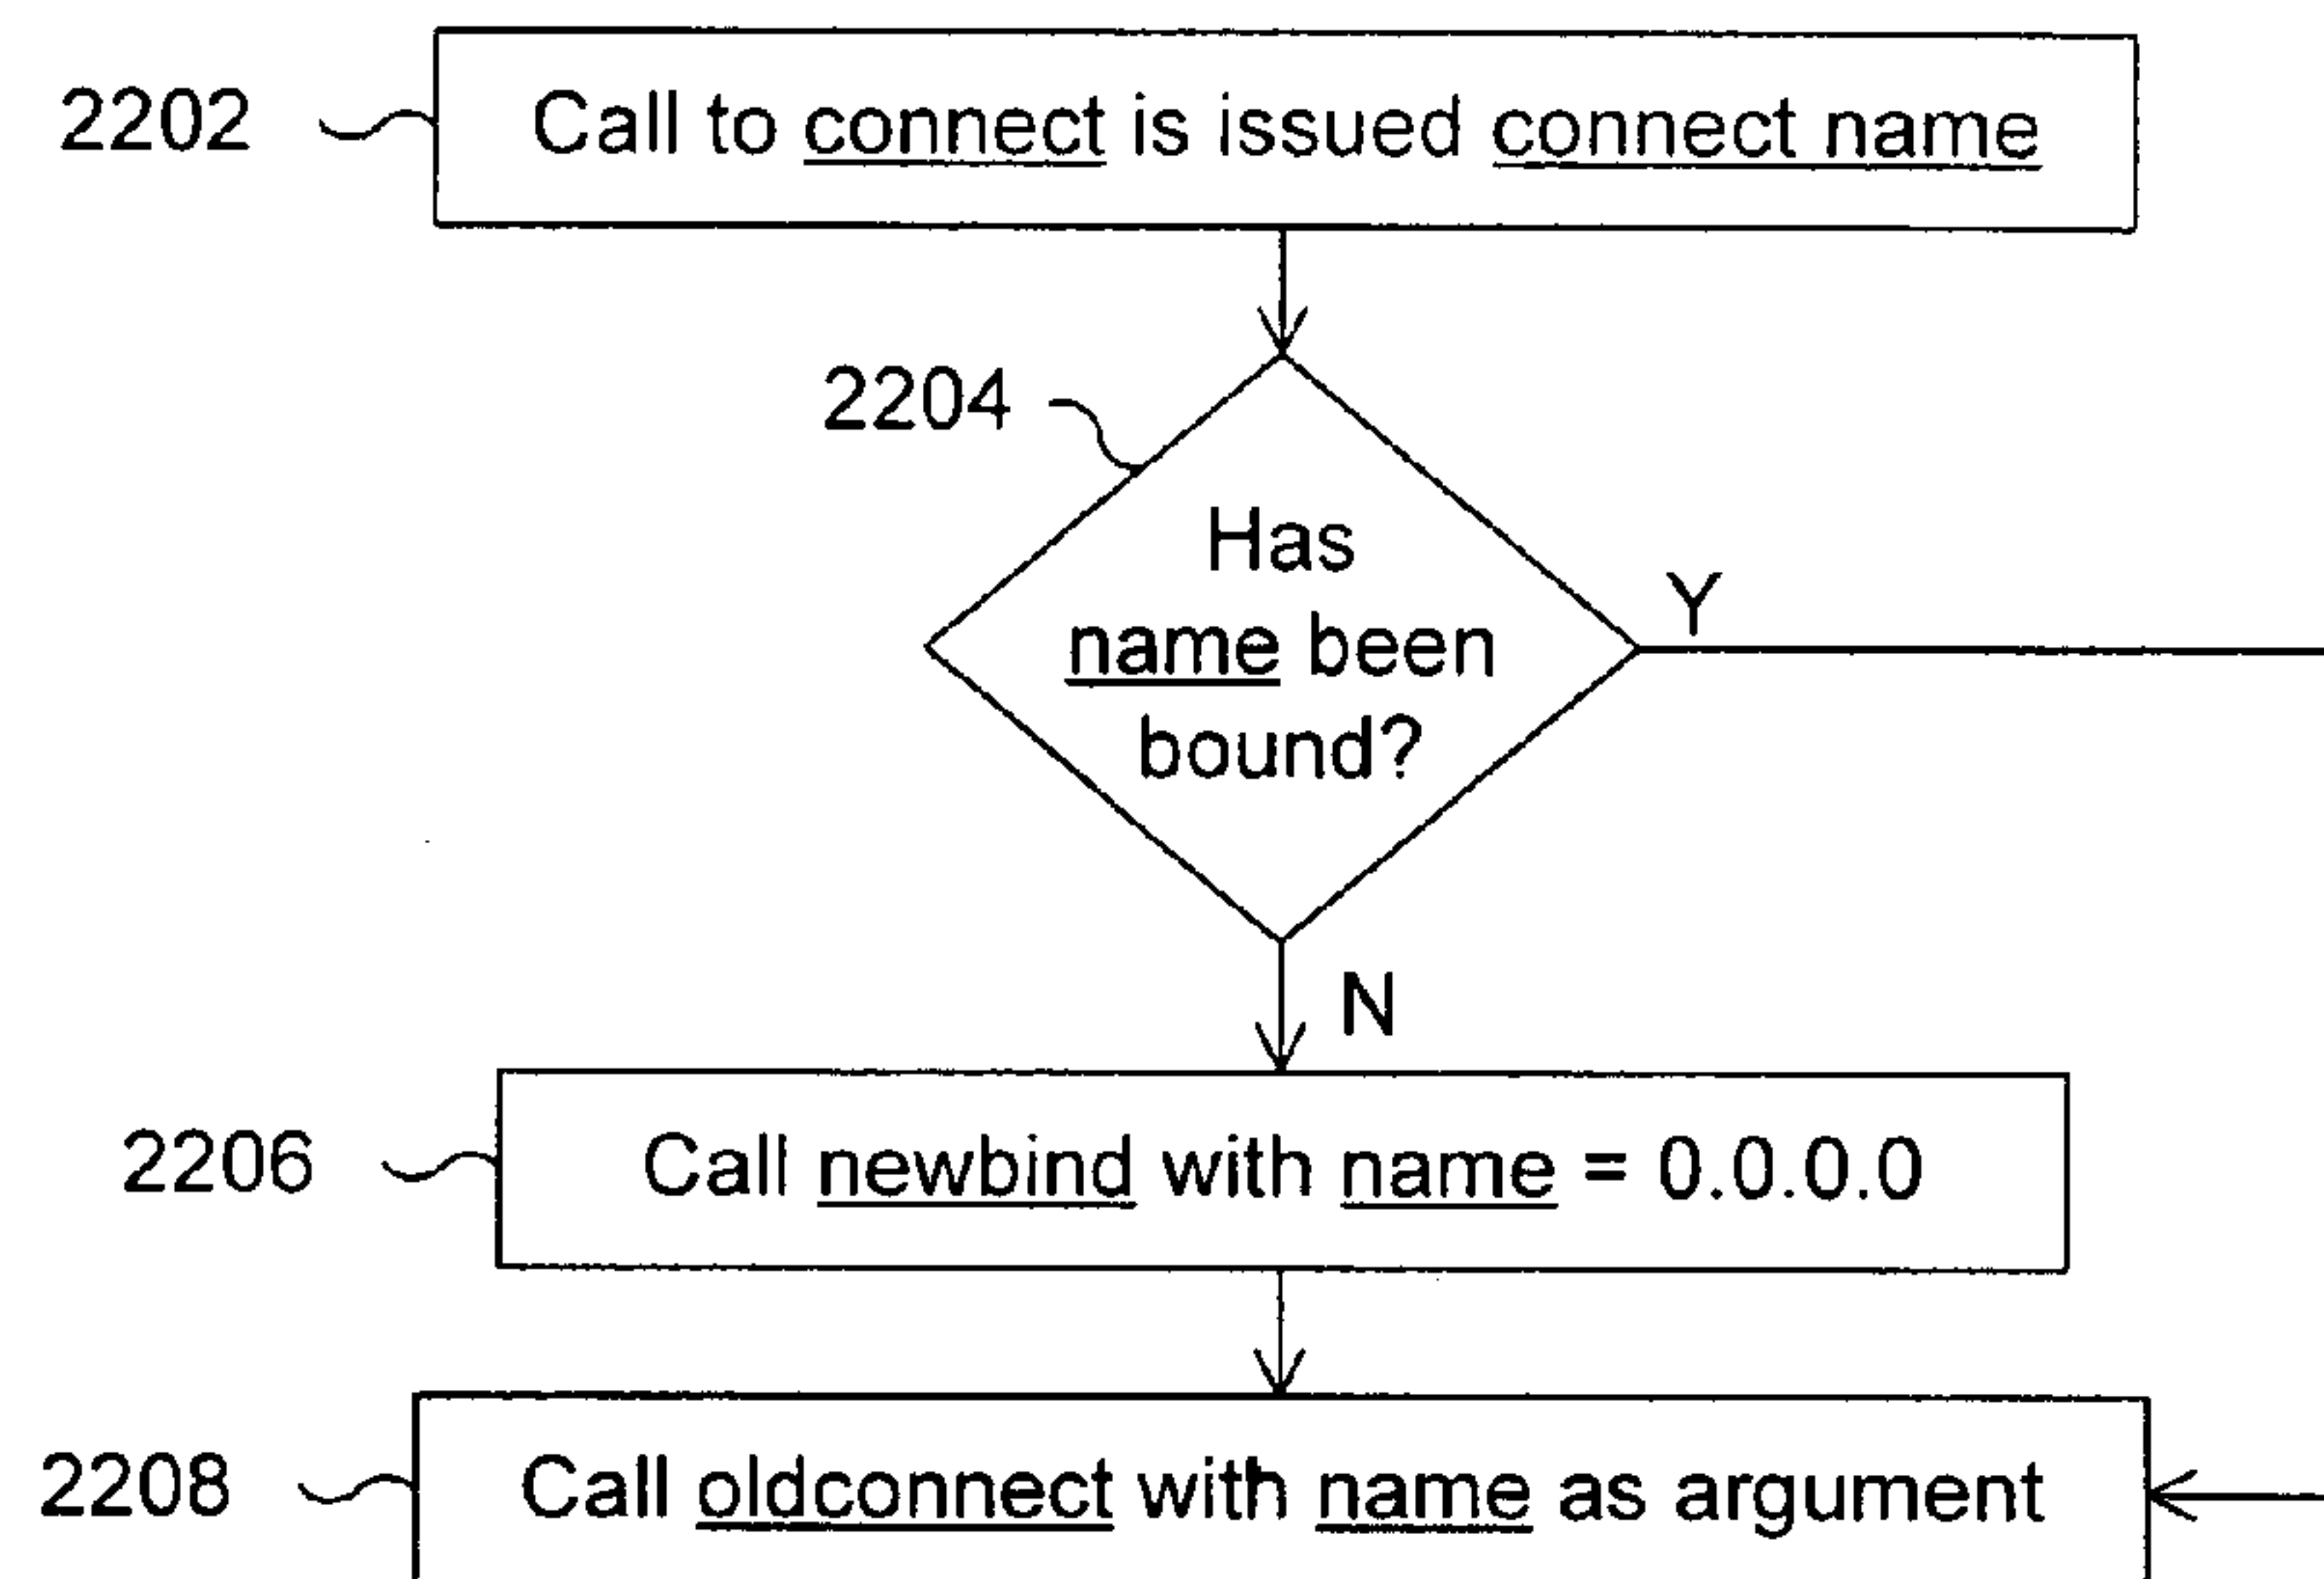 2202
Call to connect is issued connect name
2204
Has
name been
bound?
Y
N
2206
Call newbind with name = 0.0.0.0
2208
Call oldconnect with name as argument